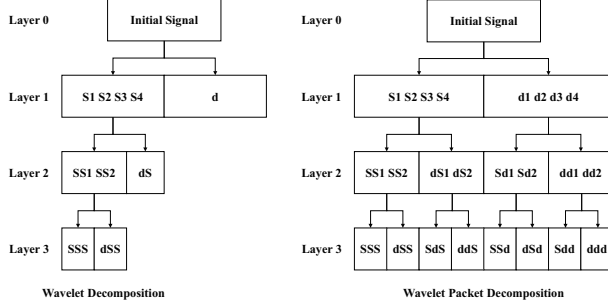 Layer 0
Initial Signal
Layer 1
S1 S2 S3 S4
d
Layer 2
SS1 SS2
dS
Layer 3
SSS
dSS
Wavelet Decomposition
Layer 0
Initial Signal
Layer 1
S1 S2 S3 S4
d1 d2 d3 d4
Layer 2
SS1 SS2
dS1 dS2
Sd1 Sd2
dd1 dd2
Layer 3
SSS
dSS
SdS
ddS
SSd
dSd
Sdd
ddd
Wavelet Packet Decomposition